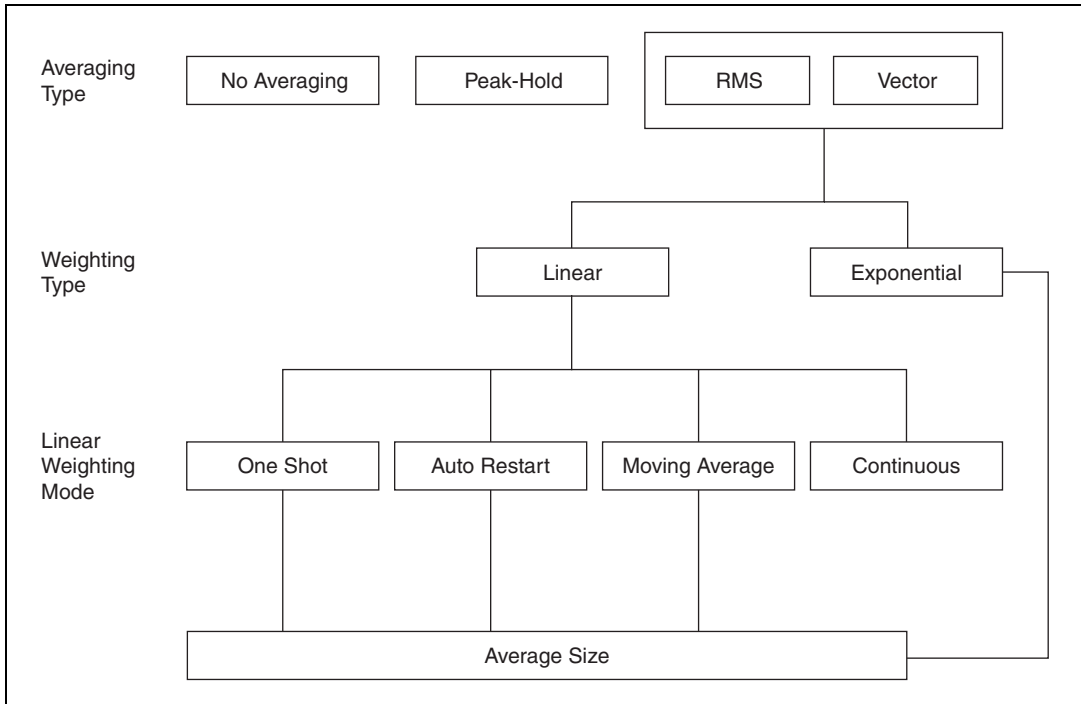 Averaging
Type
No Averaging
Peak-Hold
RMS
Vector
Weighting
Type
Linear
Exponential
Linear
Weighting
Mode
One Shot
Auto Restart
Moving Average
Continuous
Average Size